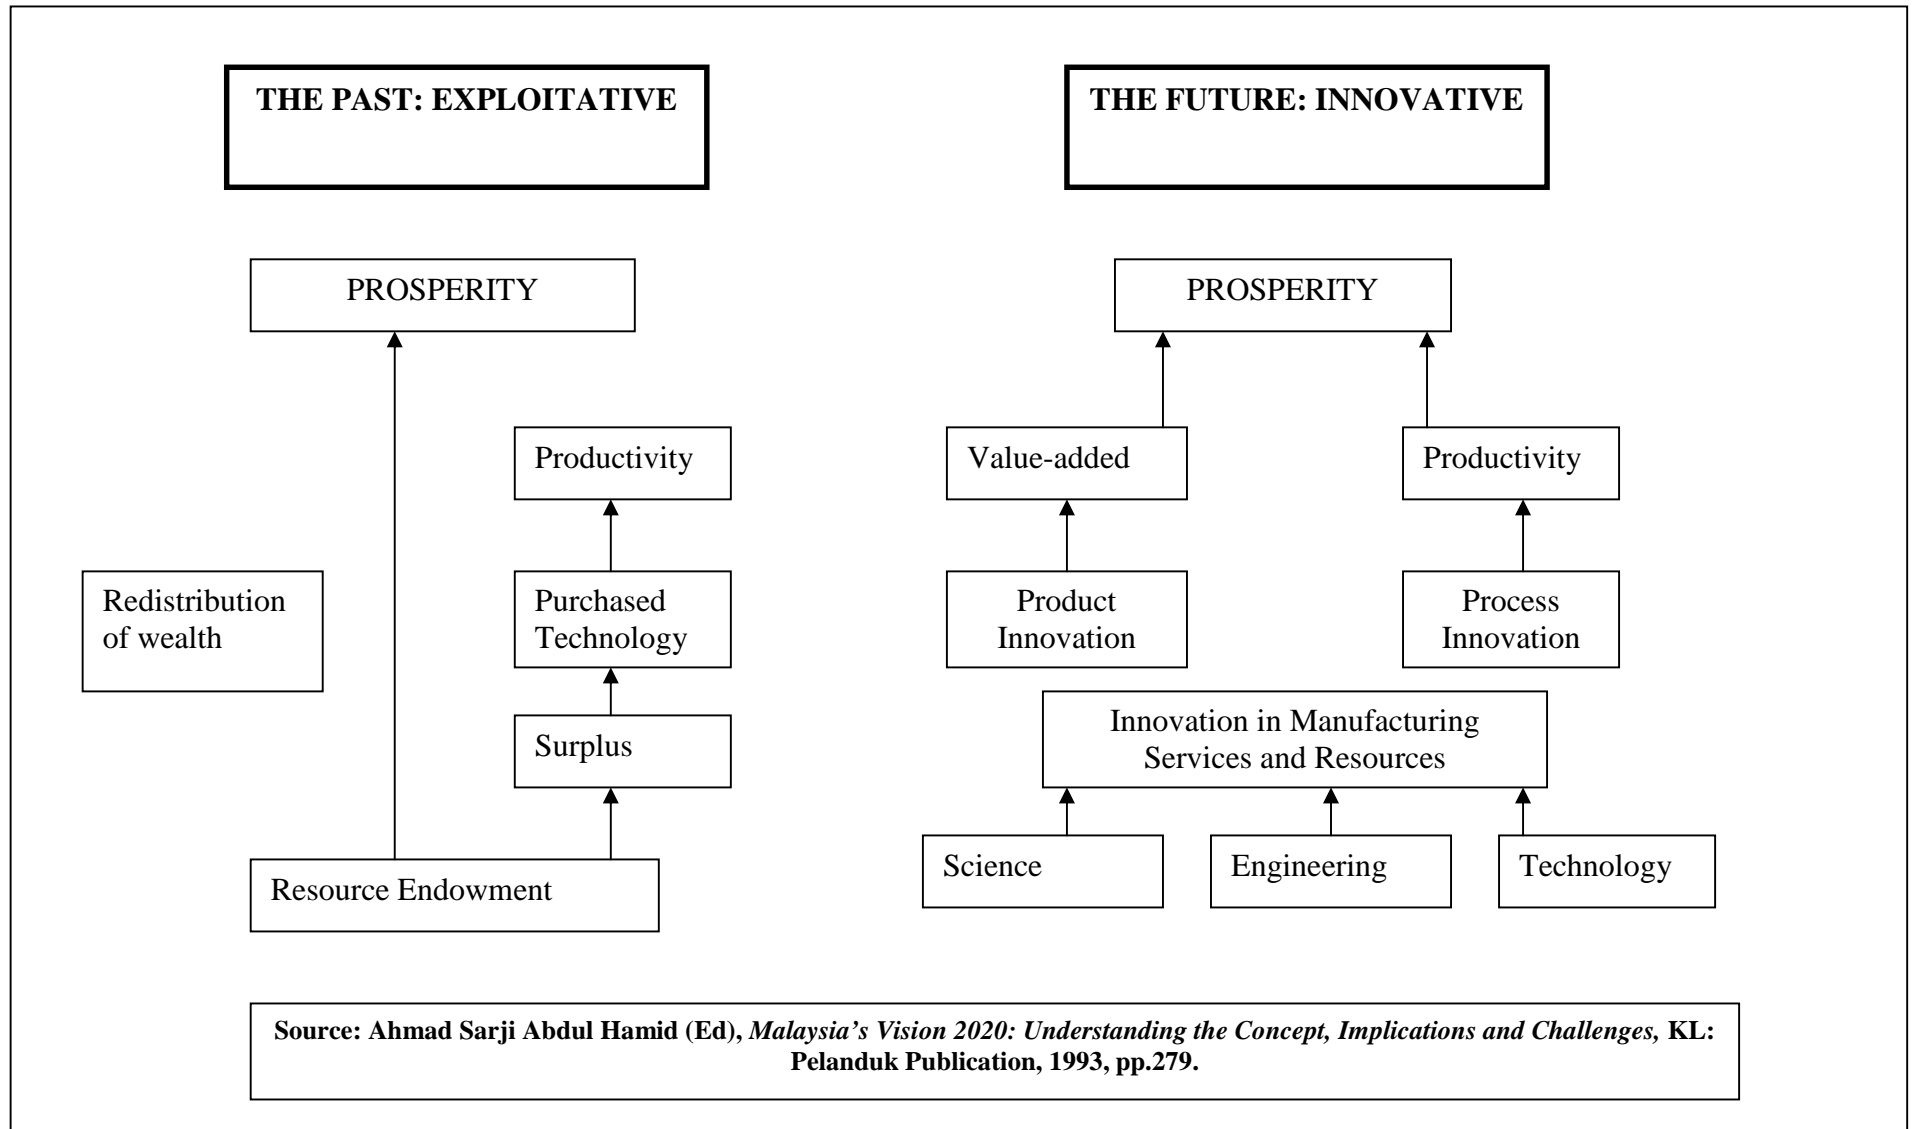 THE PAST: EXPLOITATIVE
THE FUTURE: INNOVATIVE
PROSPERITY
PROSPERITY
Productivity
Value-added
Productivity
Redistribution
of wealth
Purchased
Technology
Product
Innovation
Process
Innovation
Surplus
Innovation in Manufacturing
Services and Resources
Resource Endowment
Science
Engineering
Technology
Source: Ahmad Sarji Abdul Hamid (Ed), Malaysia’s Vision 2020: Understanding the Concept, Implications and Challenges, KL:
Pelanduk Publication, 1993, pp.279.